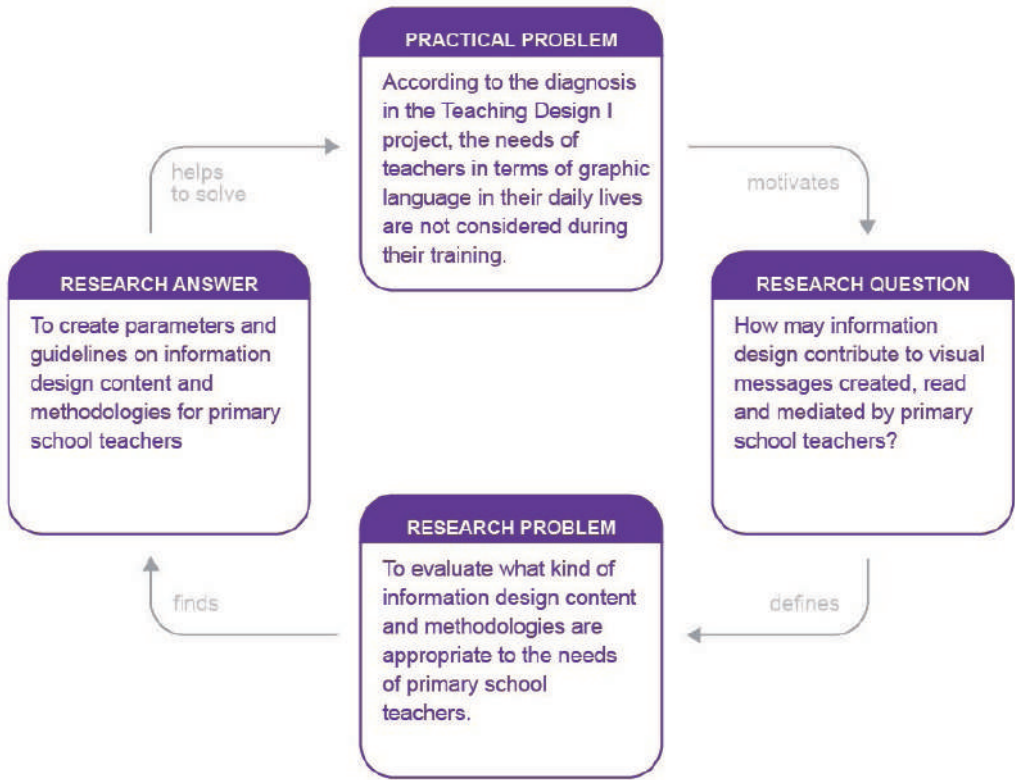 PRACTICAL PROBLEM
According to the diagnosis
in the Teaching Design I
project, the needs of
teachers in terms of graphic
language in their daily lives
are not considered during
their training.
helps
to solve
motivates
RESEARCH ANSWER
To create parameters and
guidelines on information
design content and
methodologies for primary
school teachers
RESEARCH QUESTION
How may information
design contribute to visual
messages created, read
and mediated by primary
school teachers?
RESEARCH PROBLEM
To evaluate what kind of
information design content
and methodologies are
appropriate to the needs
of primary school
teachers.
finds
defines